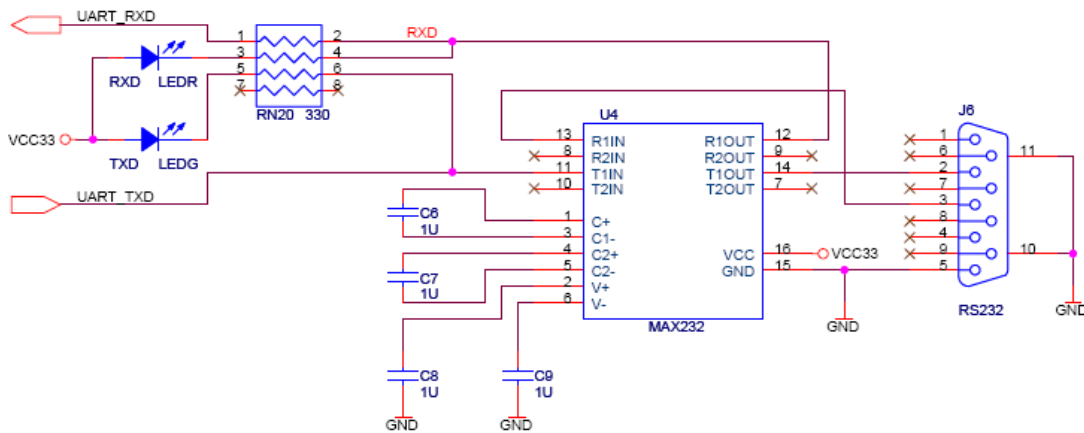 UART_RXD
1 2 RXD
3 4
RXD LEDR
5 6
7 8
RN20 330
VCC33
TXD LEDG
UART_TXD
U4
13 R1IN R1OUT 12
8 R2IN R2OUT 9
11 T1IN T1OUT 14
10 T2IN T2OUT 7
1 C+
3 C1-
4 C2+ VCC 16 VCC33
5 C2- GND 15
2 V+
6 V-
MAX232
GND
C6
1U
C7
1U
C8
1U
GND
C9
1U
GND
J6
1
6
2
7
3
8
4
9
5
11
10
RS232
GND